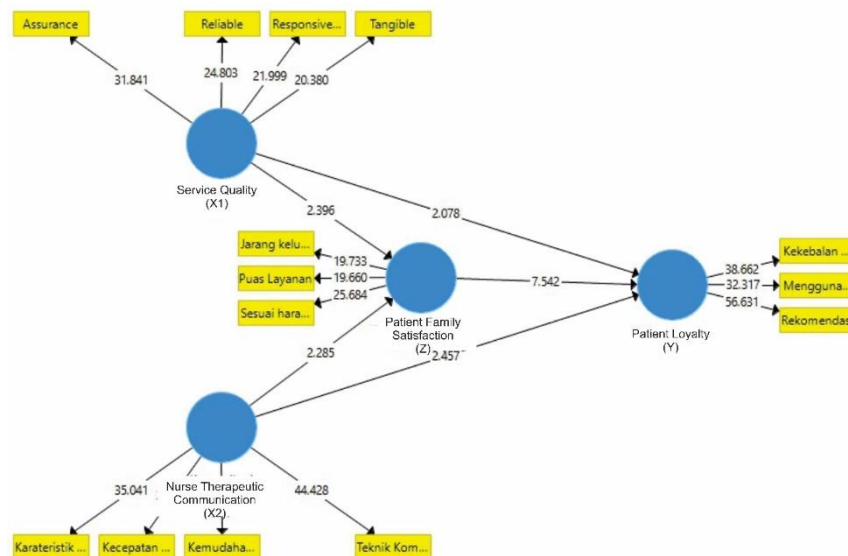 Assurance
Reliable
Responsive...
Tangible
31.841
24.803
21.999
20.380
Service Quality
(X1)
2.396
2.078
Jarang kelu...
Puas Layanan
Sesuai hara...
19.733
19.660
25.684
7.542
Patient Family
Satisfaction
(Z)
38.662
32.317
56.631
Kekebalan ...
Mengguna...
Rekomendas
Patient Loyalty
(Y)
2.285
2.457
Nurse Therapeutic
Communication
(X2).
35.041
44.428
Karateristik ...
Kecepatan ...
Kemudaha...
Teknik Kom...